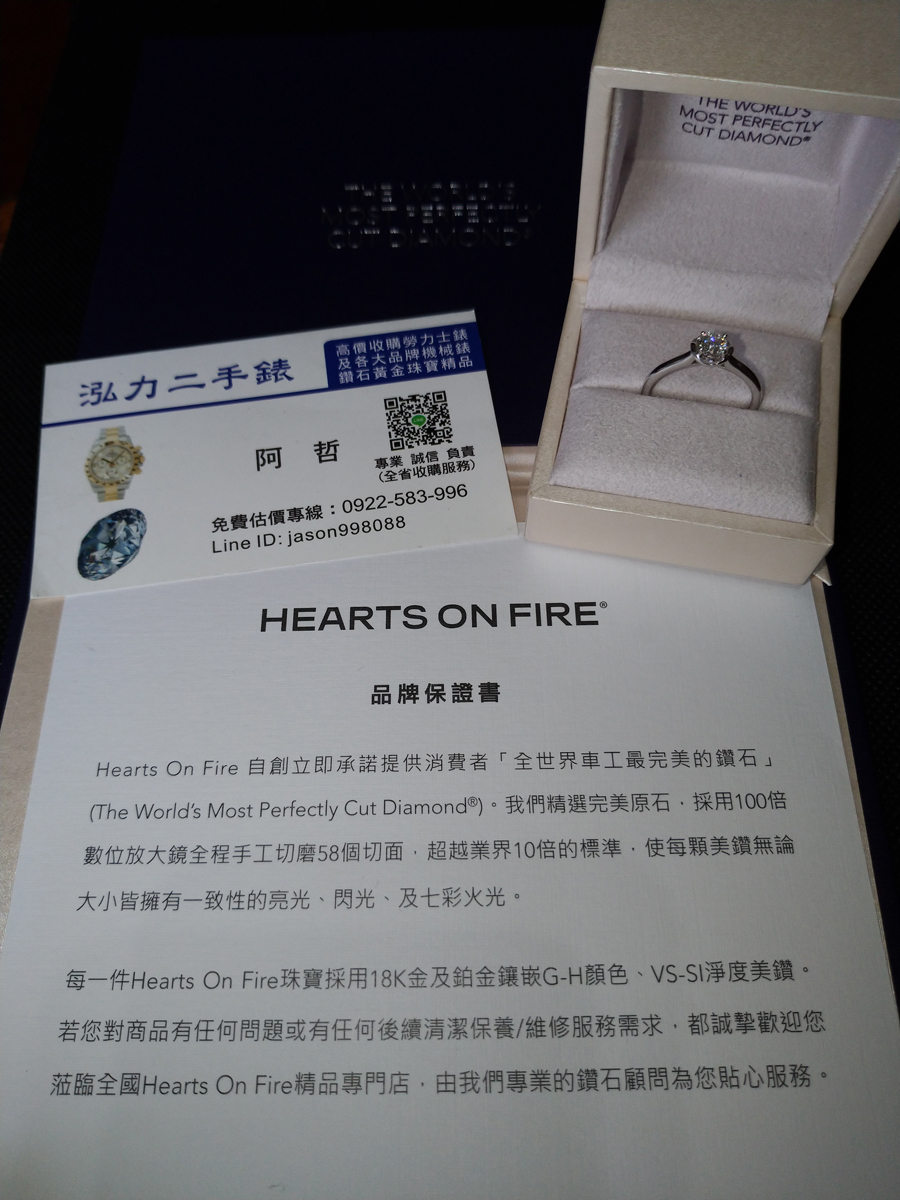 THE WORLD'S
MOST PERFECTLY
CUT DIAMOND®
THE WORLD'S
MOST PERFECTLY
CUT DIAMOND®
泓力二手錶
高價收購勞力士錶
及各大品牌機械錶
鑽石黃金珠寶精品
阿哲
專業 誠信 負責
(全省收購服務)
免費估價專線：0922-583-996
Line ID: jason998088
HEARTS ON FIRE®
品牌保證書
Hearts On Fire 自創立即承諾提供消費者「全世界車工最完美的鑽石」
(The World's Most Perfectly Cut Diamond®)。我們精選完美原石，採用100倍
數位放大鏡全程手工切磨58個切面，超越業界10倍的標準，使每顆美鑽無論
大小皆擁有一致性的亮光、閃光、及七彩火光。
每一件Hearts On Fire珠寶採用18K金及鉑金鑲嵌G-H顏色、VS-SI淨度美鑽。
若您對商品有任何問題或有任何後續清潔保養/維修服務需求，都誠摯歡迎您
蒞臨全國Hearts On Fire精品專門店，由我們專業的鑽石顧問為您貼心服務。